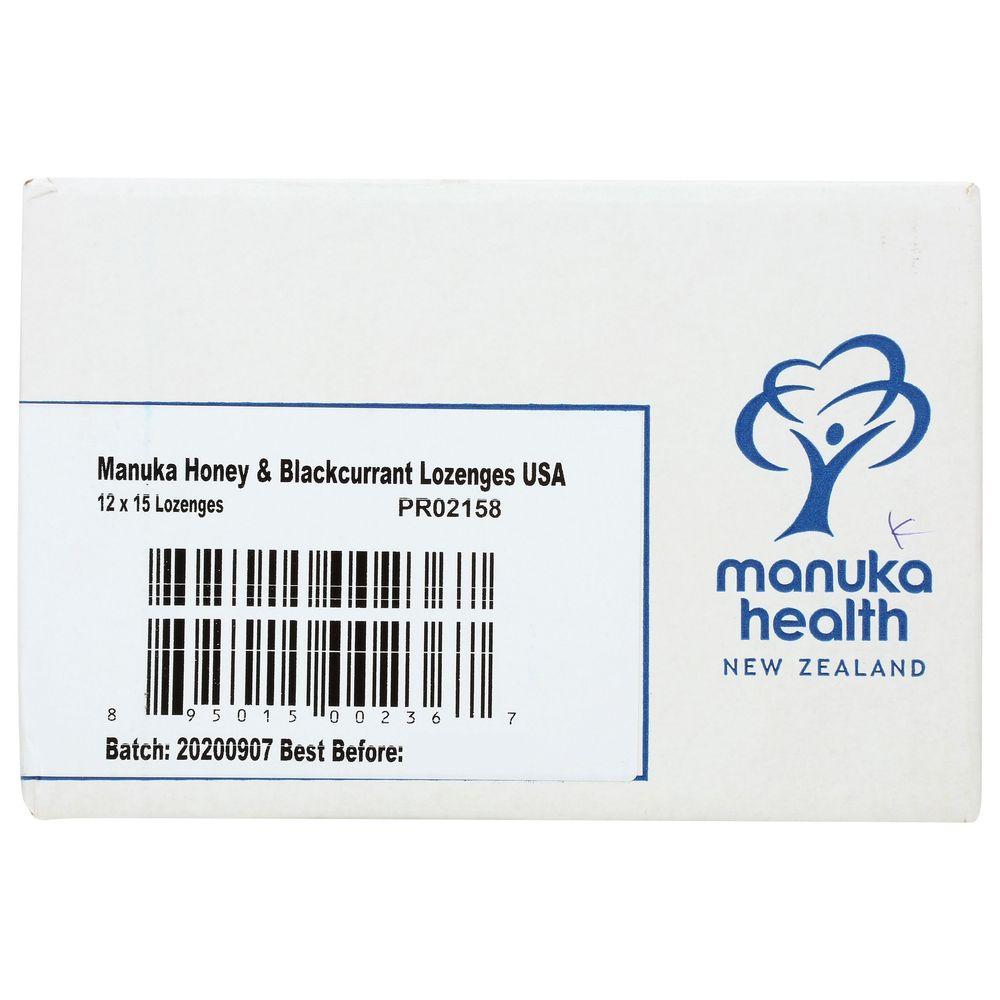 Manuka Honey & Blackcurrant Lozenges USA
12 x 15 Lozenges PR02158
8 95015 00236 7
Batch: 20200907 Best Before:
manuka
health
NEW ZEALAND